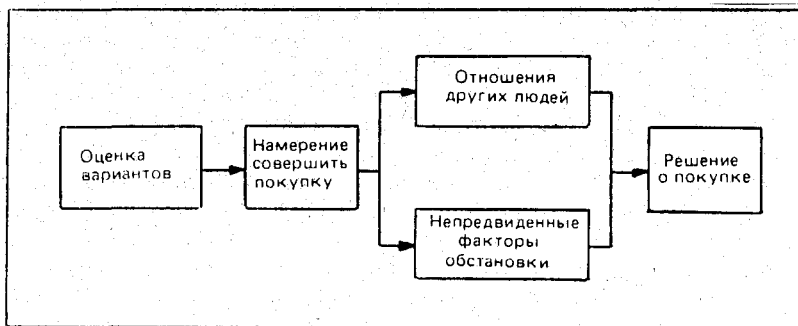 Оценка
вариантов
Намерение
совершить
покупку
Отношения
других людей
Непредвиденные
факторы
обстановки
Решение
о покупке